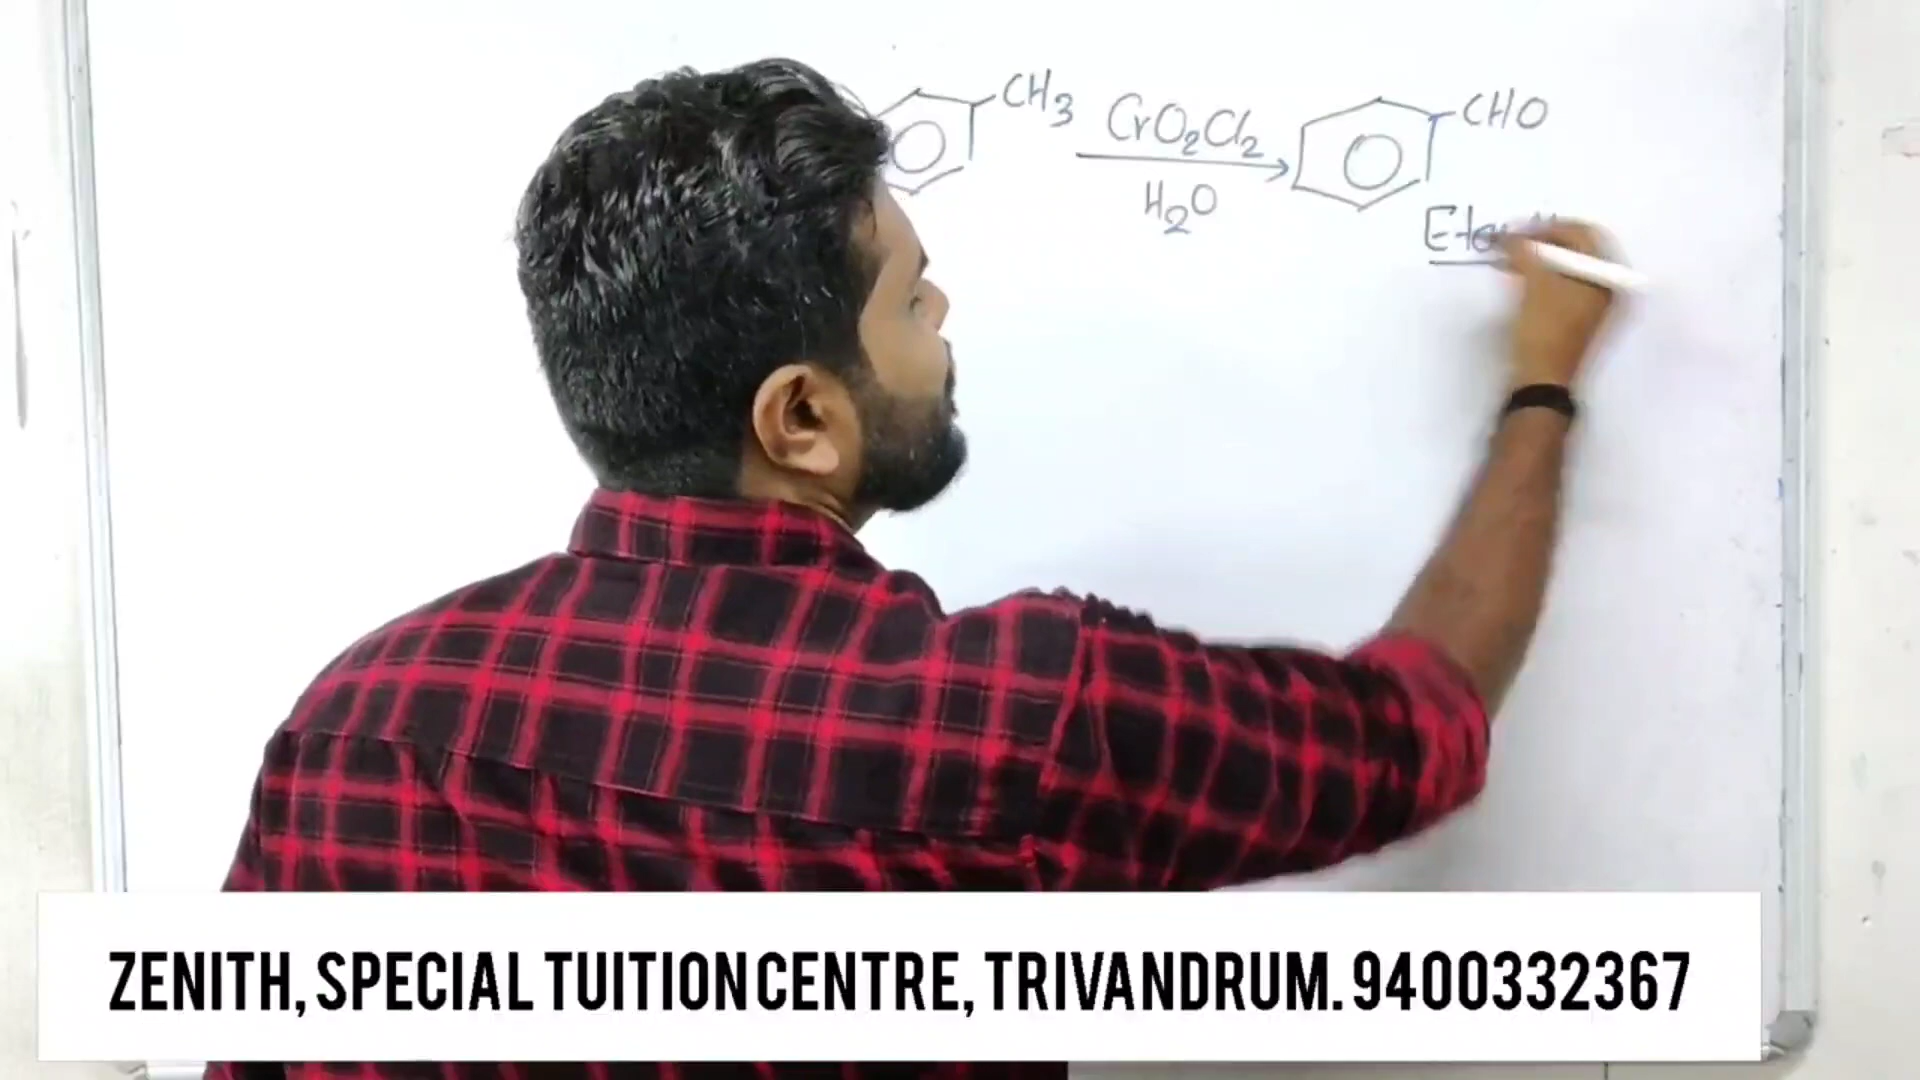 CH3 CrO2Cl2 CHO
H2O
ZENITH, SPECIAL TUITION CENTRE, TRIVANDRUM. 9400332367